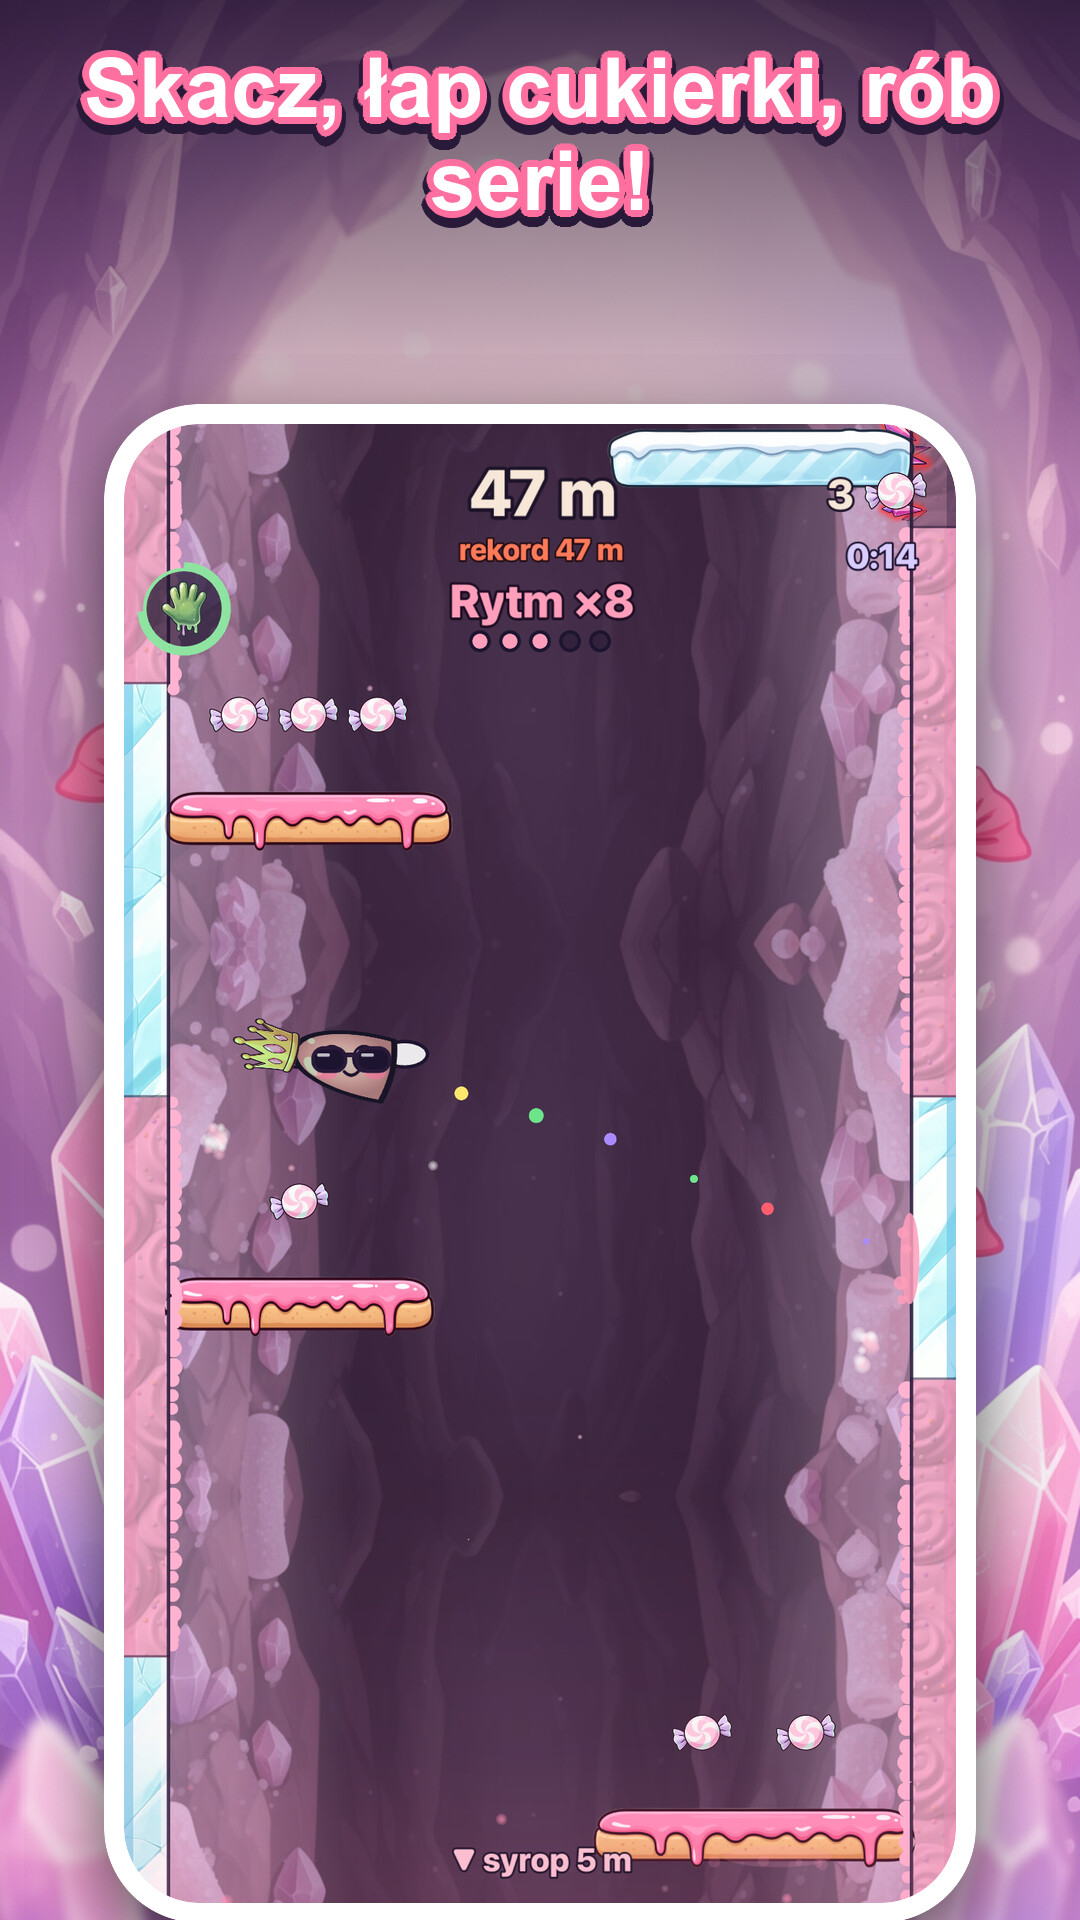 Skacz, łap cukierki, rób
serie!
47 m
3
rekord 47 m
0:14
Rytm ×8
▼ syrop 5 m